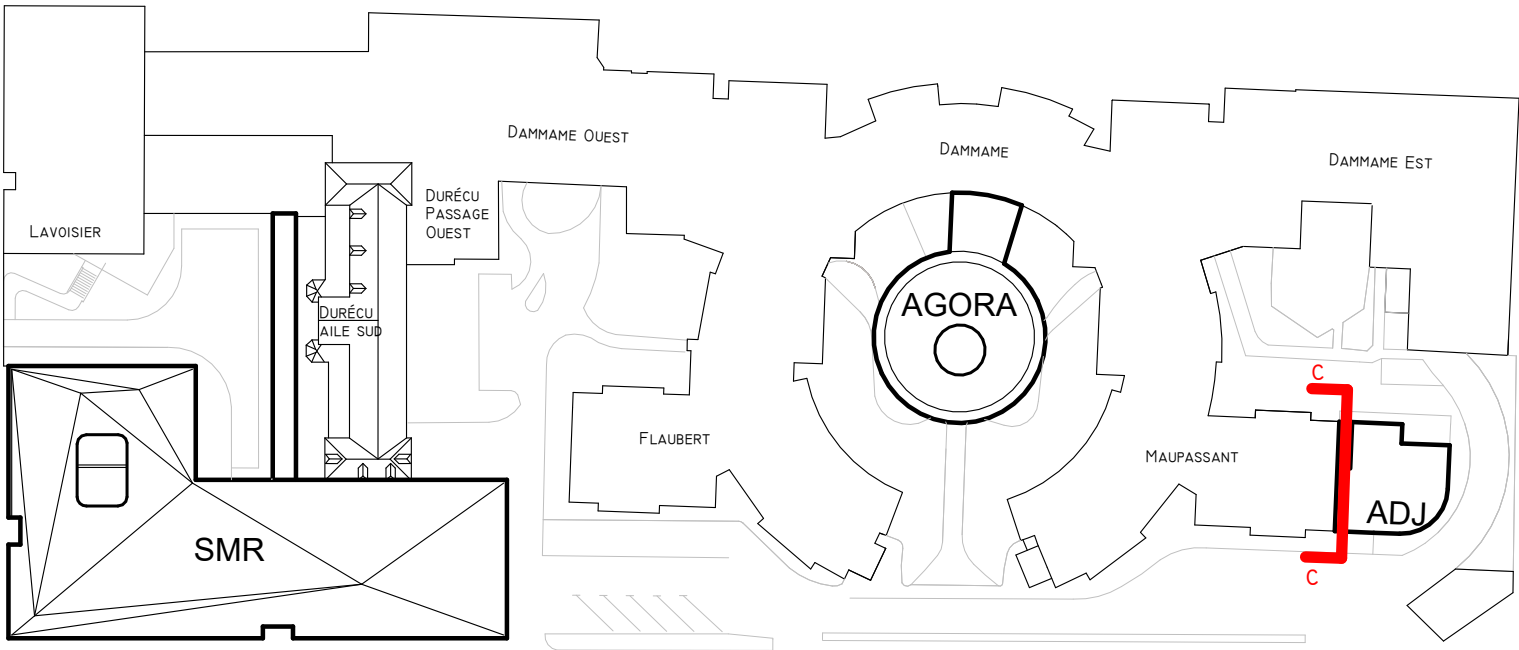 DAMMAME OUEST
DAMMAME
DAMMAME EST
DURÉCU
PASSAGE
OUEST
LAVOISIER
DURÉCU
AILE SUD
AGORA
C
FLAUBERT
MAUPASSANT
ADJ
SMR
C